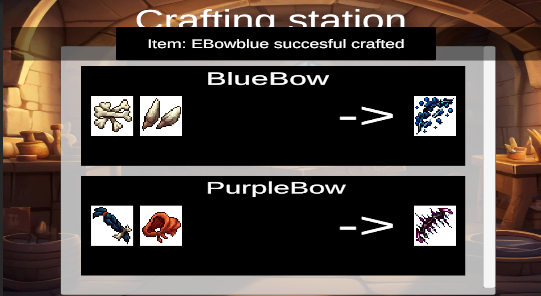 Crafting station
Item: EBowblue succesful crafted
BlueBow
->
PurpleBow
->